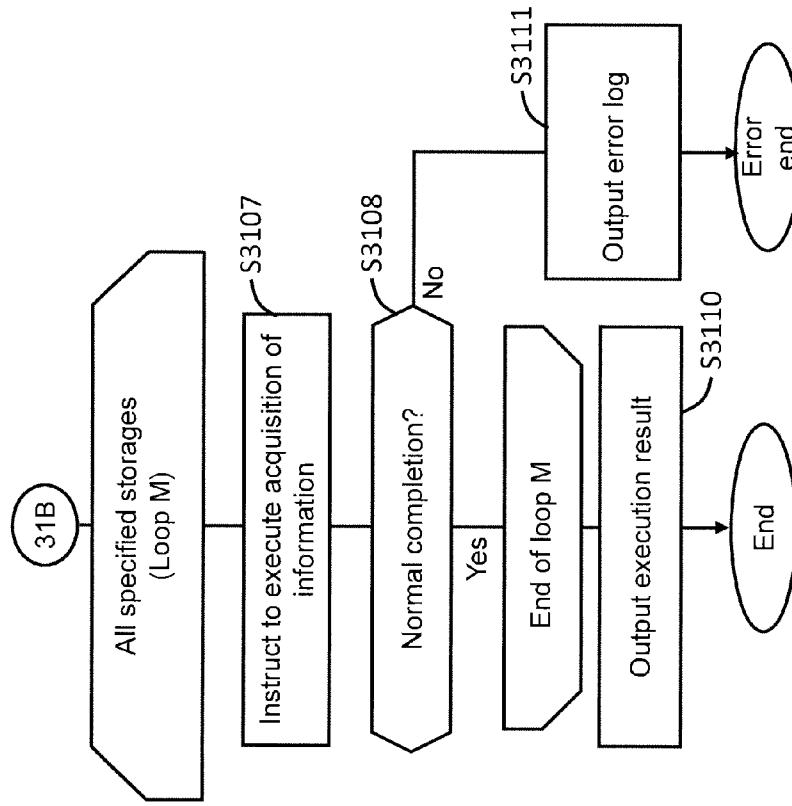 31B
All specified storages
(Loop M)
S3107
Instruct to execute acquisition of
information
S3108
Normal completion?
No
Yes
S3111
Output error log
Error
end
End of loop M
S3110
Output execution result
End